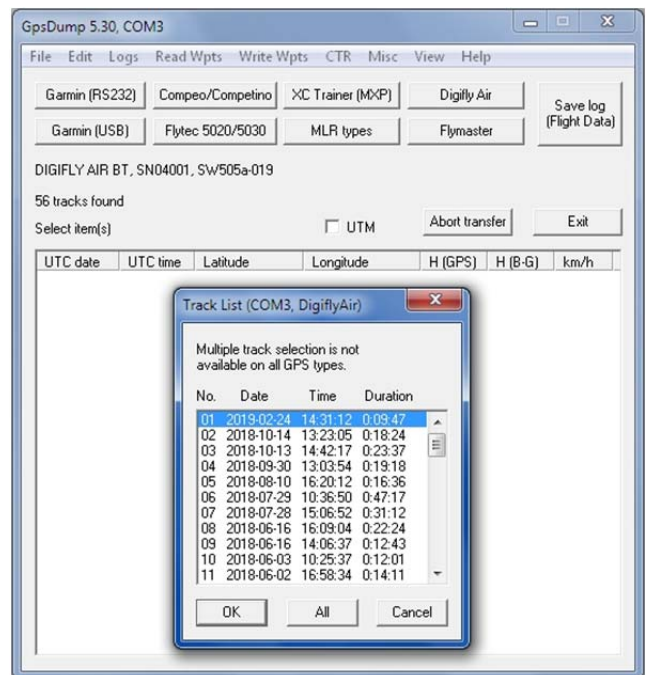 GpsDump 5.30, COM3
File Edit Logs Read Wpts Write Wpts CTR Misc View Help
Garmin (RS232) Compeo/Competino XC Trainer (MXP) Digifly Air
Save log
(Flight Data)
Garmin (USB) Flytec 5020/5030 MLR types Flymaster
DIGIFLY AIR BT, SN04001, SW505a-019
56 tracks found
Select item(s) UTM Abort transfer Exit
UTC date UTC time Latitude Longitude H (GPS) H (B-G) km/h
Track List (COM3, DigiflyAir)
Multiple track selection is not
available on all GPS types.
No. Date Time Duration
01 2019-02-24 14:31:12 0:09:47
02 2018-10-14 13:23:05 0:18:24
03 2018-10-13 14:42:17 0:23:37
04 2018-09-30 13:03:54 0:19:18
05 2018-08-10 16:20:12 0:16:36
06 2018-07-29 10:36:50 0:47:17
07 2018-07-28 15:06:52 0:31:12
08 2018-06-16 16:09:04 0:22:24
09 2018-06-16 14:06:37 0:12:43
10 2018-06-03 10:25:37 0:12:01
11 2018-06-02 16:58:34 0:14:11
OK All Cancel